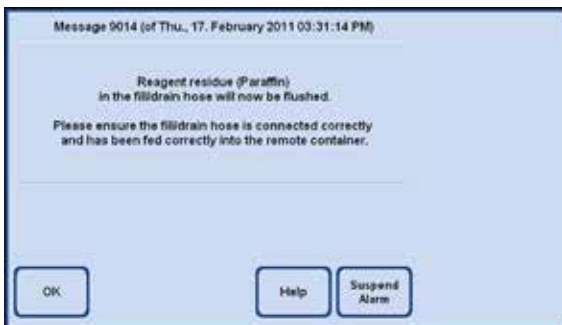 Message 9014 (of Thu., 17. February 2011 03:31:14 PM)
Reagent residue (Paraffin)
in the fill/drain hose will now be flushed.
Please ensure the fill/drain hose is connected correctly
and has been fed correctly into the remote container.
OK
Help
Suspend
Alarm